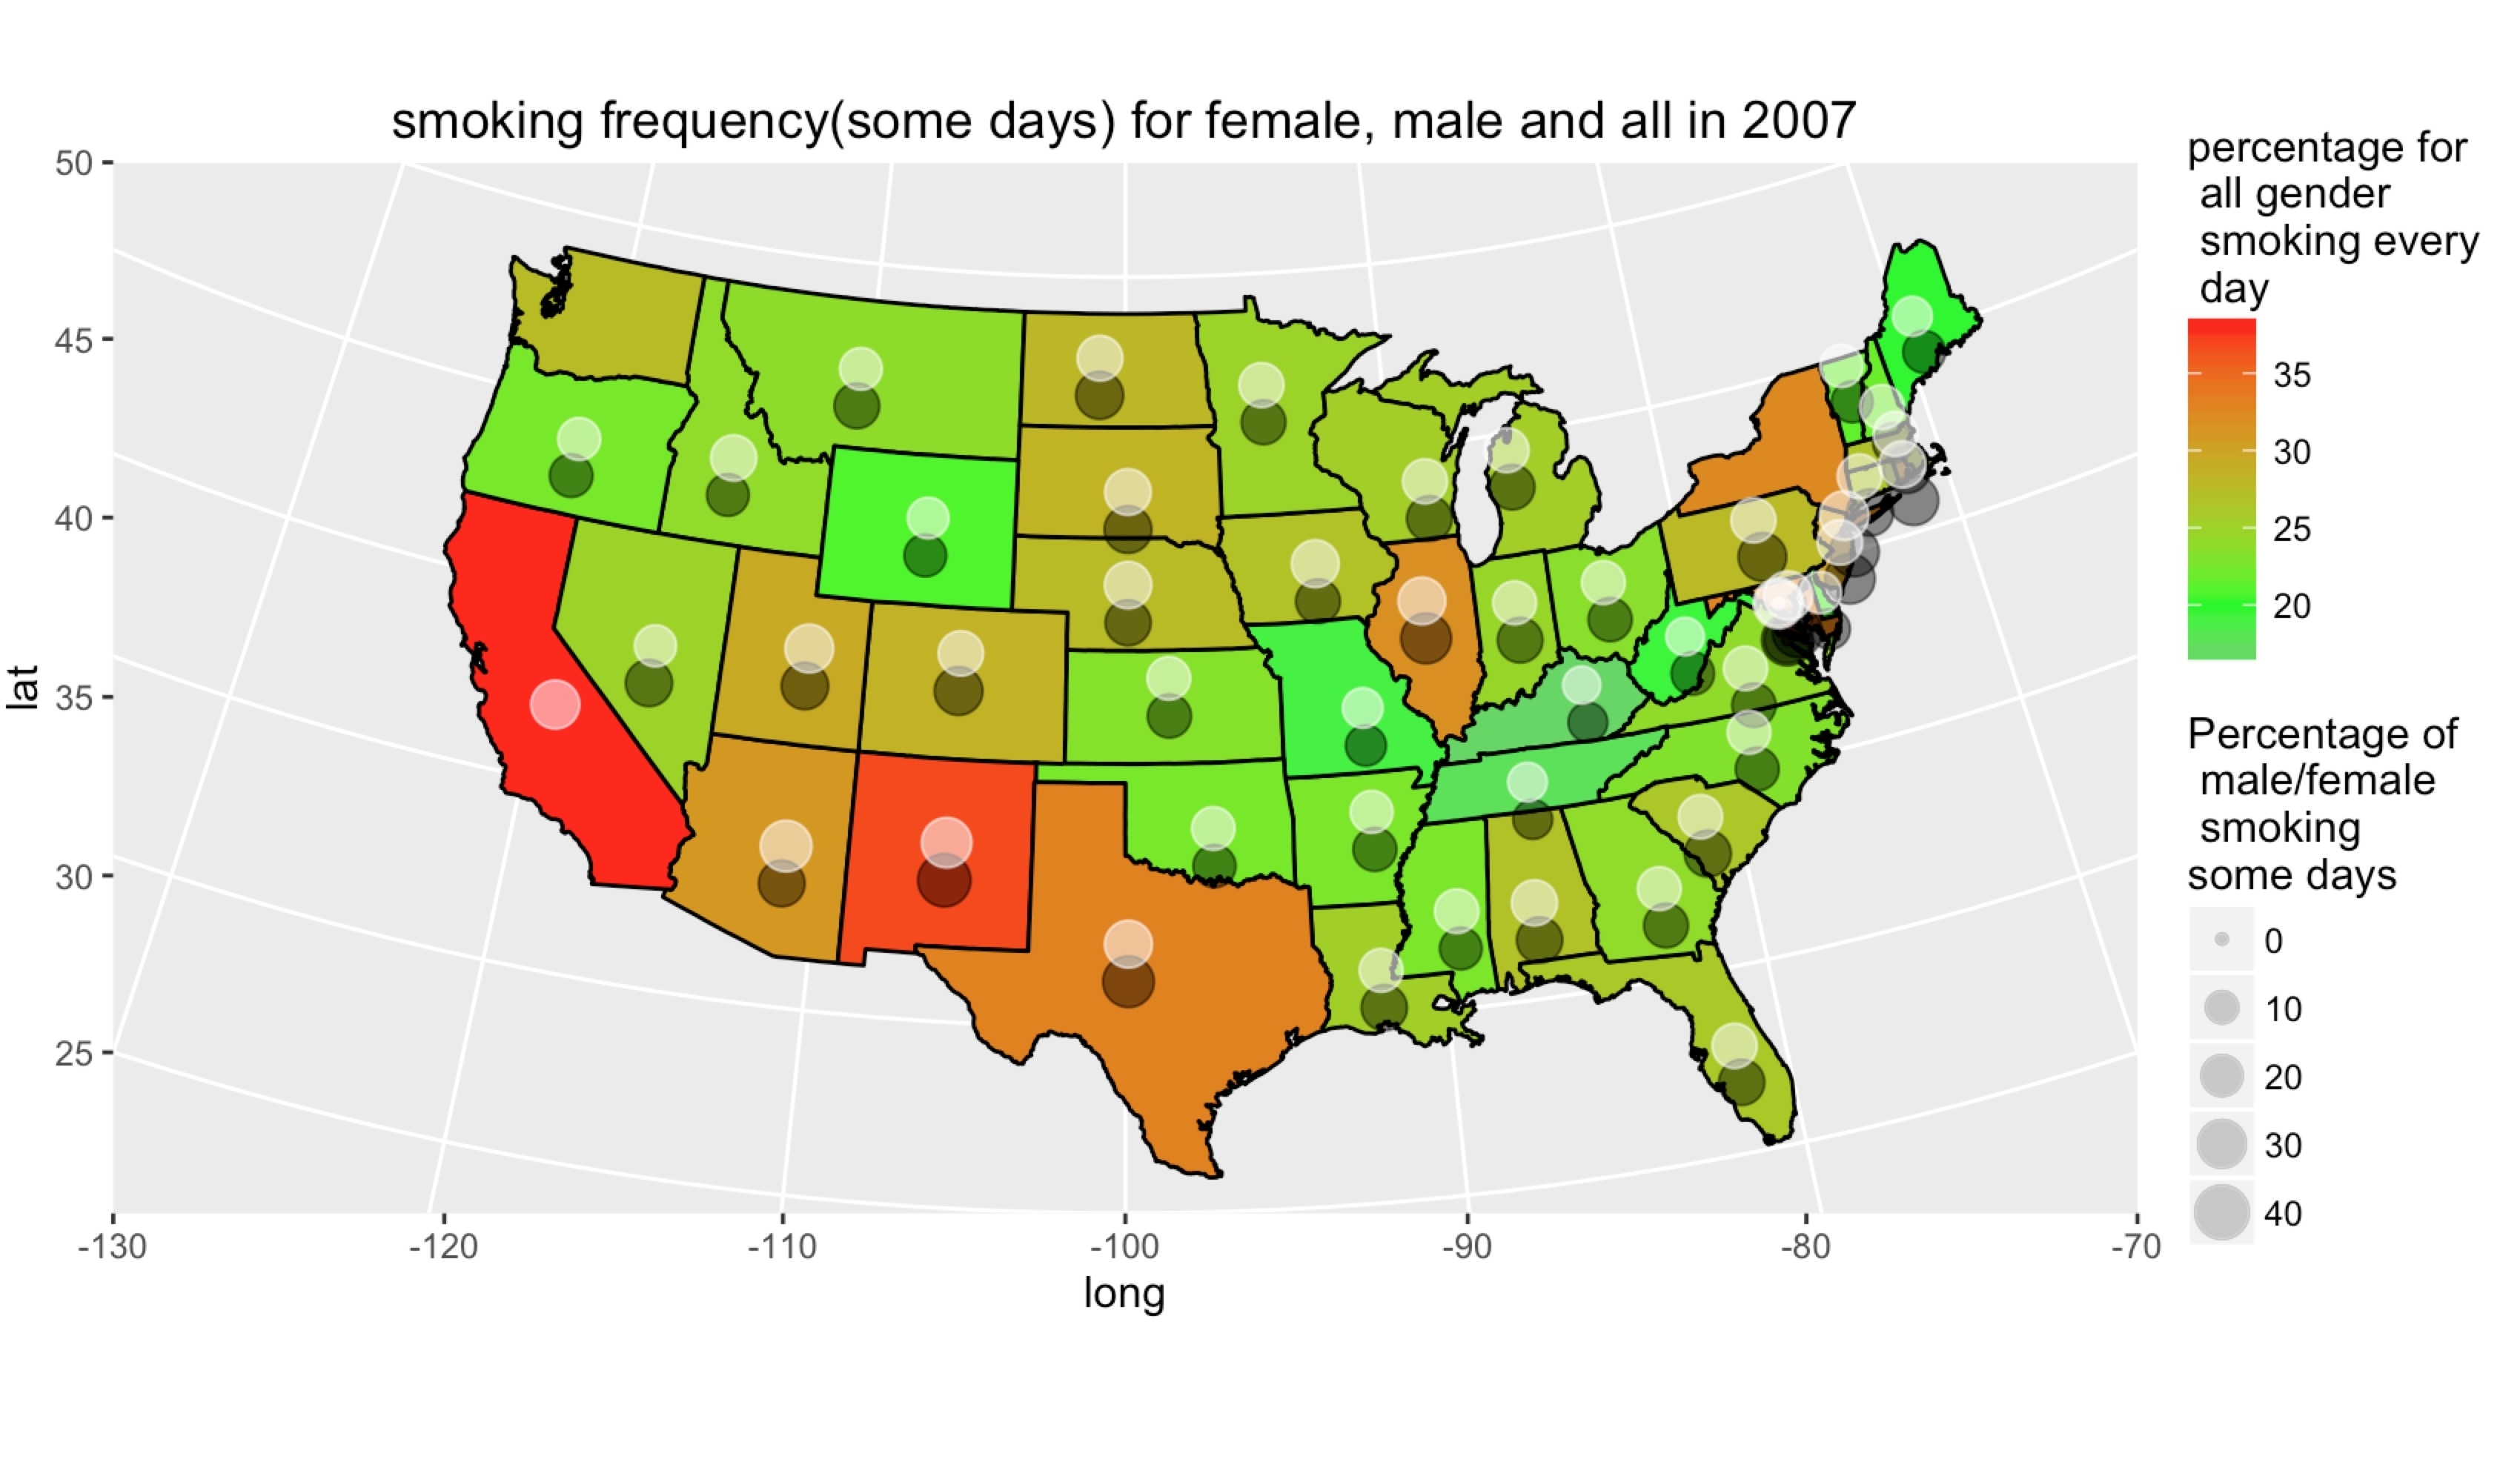 smoking frequency(some days) for female, male and all in 2007
50
45
40
35
30
25
lat
-130
-120
-110
-100
-90
-80
-70
long
percentage for
all gender
smoking every
day
35
30
25
20
Percentage of
male/female
smoking
some days
0
10
20
30
40